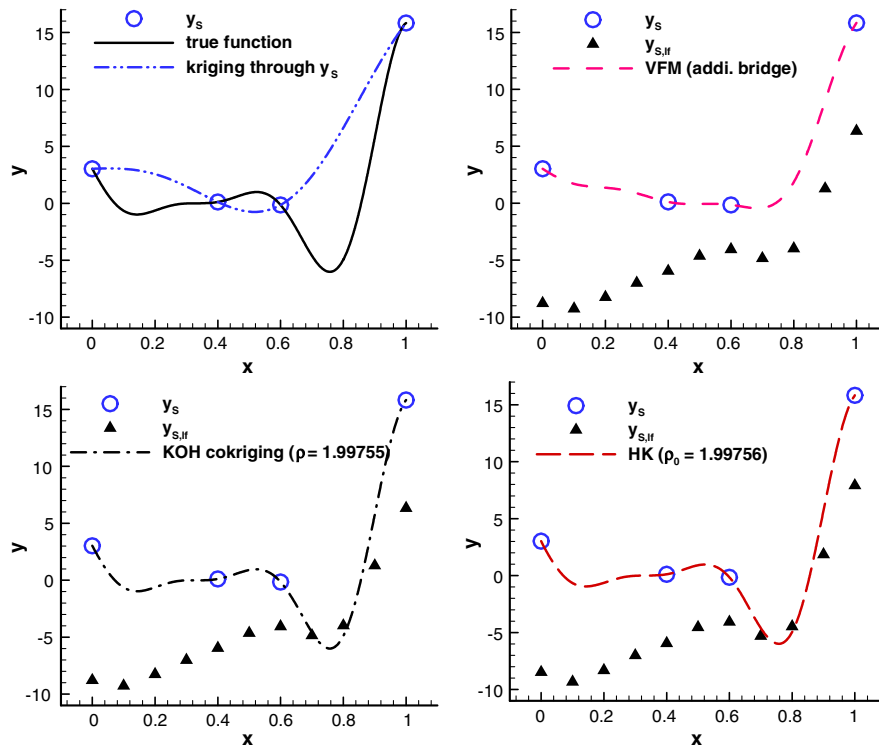 y_S
true function
kriging through y_S
15
10
5
0
-5
-10
y
0 0.2 0.4 0.6 0.8 1
x
y_S
y_S,lf
VFM (addi. bridge)
15
10
5
0
-5
-10
y
0 0.2 0.4 0.6 0.8 1
x
y_S
y_S,lf
KOH cokriging (ρ = 1.99755)
15
10
5
0
-5
-10
y
0 0.2 0.4 0.6 0.8 1
x
y_S
y_S,lf
HK (ρ_0 = 1.99756)
15
10
5
0
-5
-10
y
0 0.2 0.4 0.6 0.8 1
x